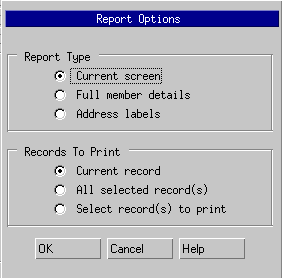 Report Options
Report Type
Current screen
Full member details
Address labels
Records To Print
Current record
All selected record(s)
Select record(s) to print
OK Cancel Help